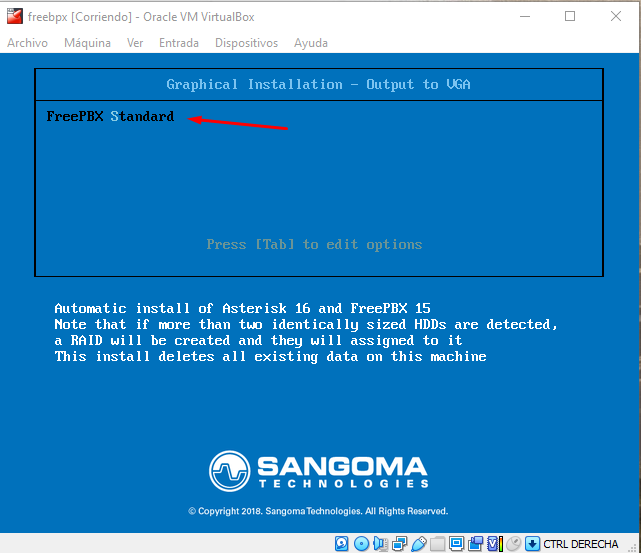 freebpx [Corriendo] - Oracle VM VirtualBox
Archivo Máquina Ver Entrada Dispositivos Ayuda
Graphical Installation - Output to VGA
FreePBX Standard
Press [Tab] to edit options
Automatic install of Asterisk 16 and FreePBX 15
Note that if more than two identically sized HDDs are detected,
a RAID will be created and they will assigned to it
This install deletes all existing data on this machine
SANGOMA
TECHNOLOGIES
© Copyright 2018. Sangoma Technologies. All Rights Reserved.
CTRL DERECHA